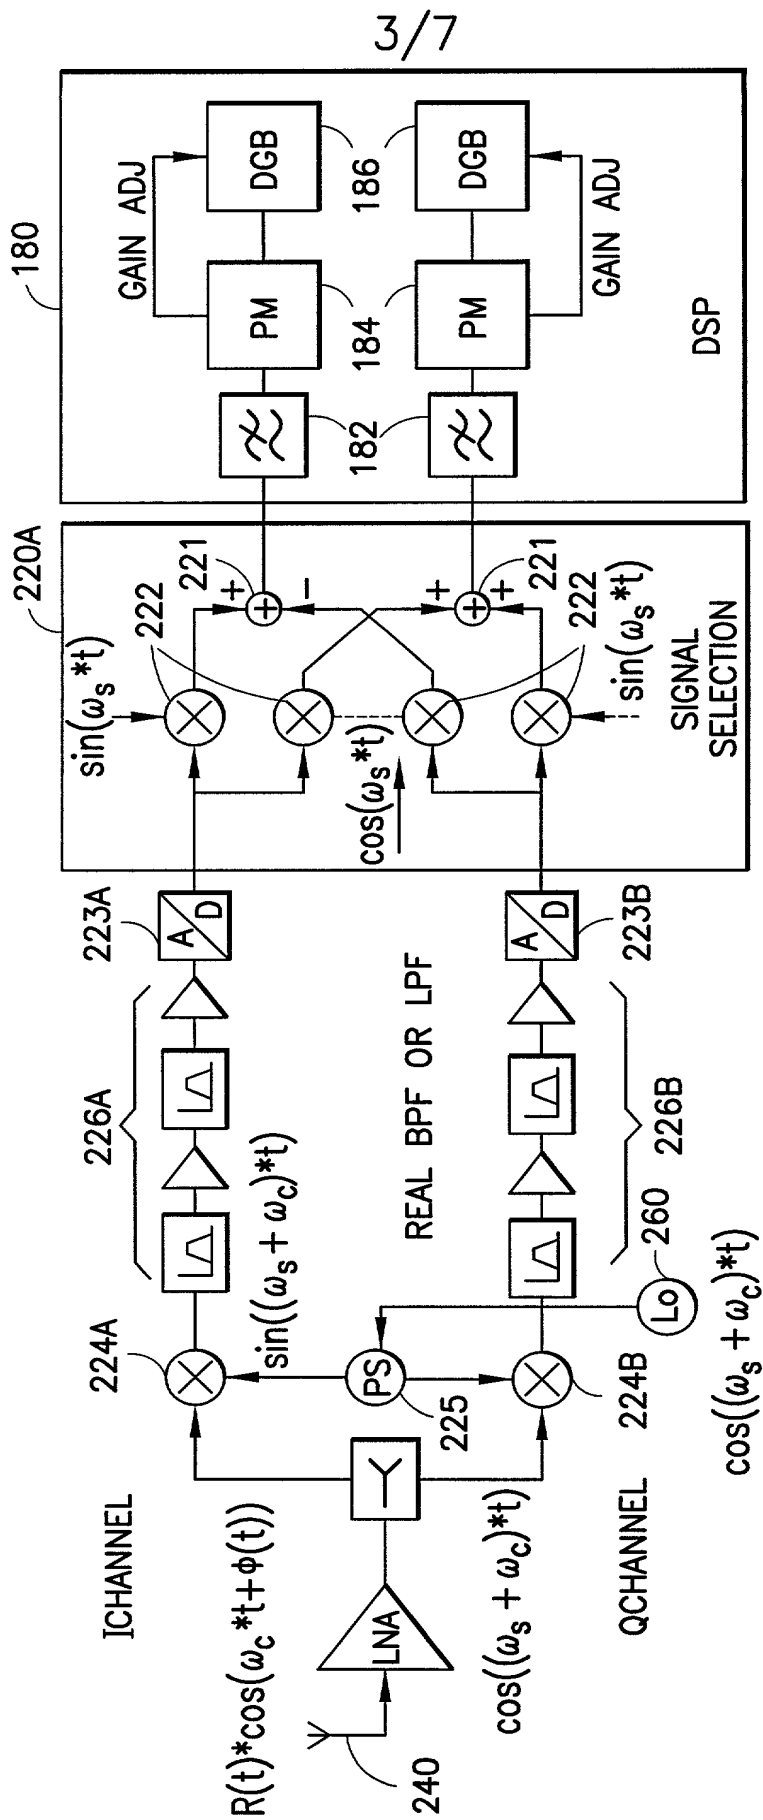 3/7
180
GAIN ADJ
DGB
PM
186
184
182
DGB
PM
GAIN ADJ
DSP
220A
sin(ωs*t)
222
221
+
-
+
+
+
+
221
222
cos(ωs*t)
sin(ωs*t)
SIGNAL
SELECTION
223A
A
D
A
D
223B
226A
REAL BPF OR LPF
226B
224A
sin((ωs + ωc)*t)
PS
225
224B
Lo
260
cos((ωs + ωc)*t)
ICHANNEL
R(t)*cos(ωc*t+ϕ(t))
LNA
cos((ωs + ωc)*t)
QCHANNEL
240